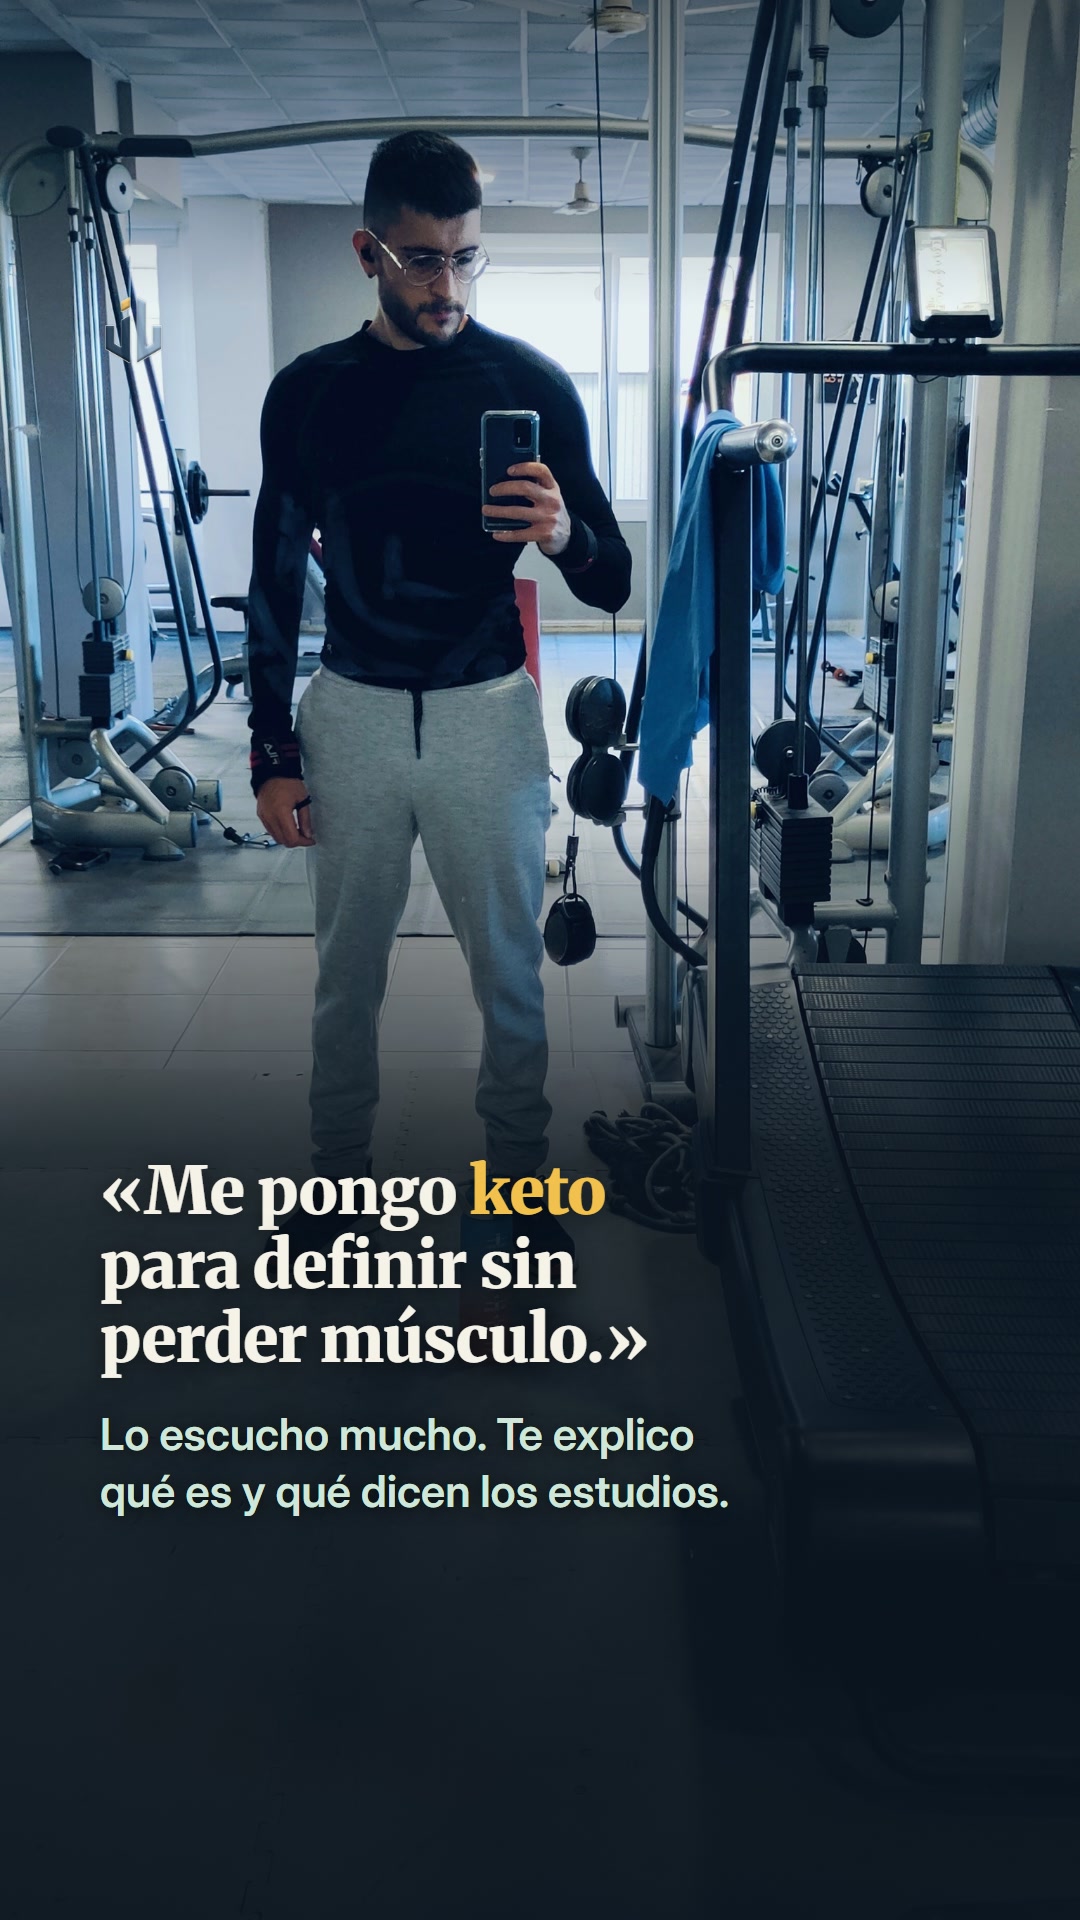 «Me pongo keto
para definir sin
perder músculo.»
Lo escucho mucho. Te explico
qué es y qué dicen los estudios.